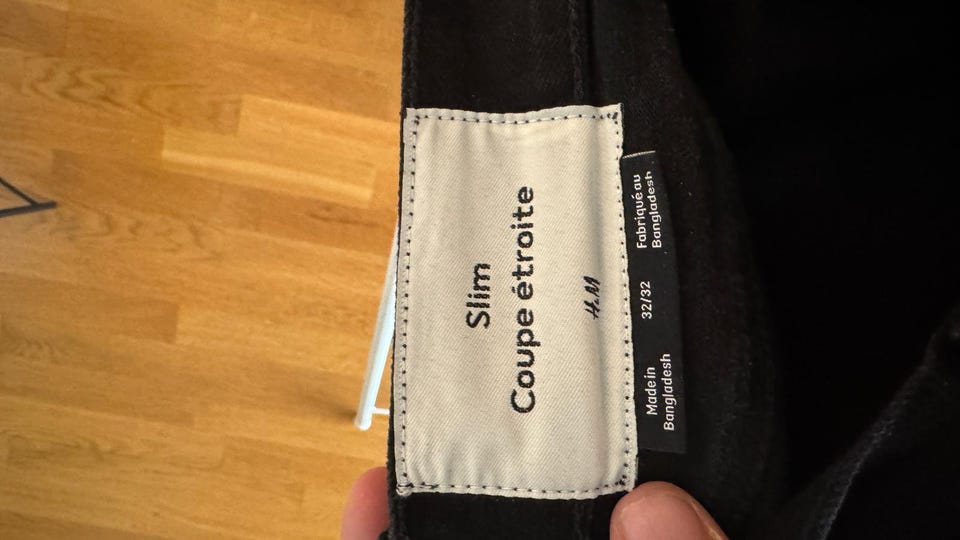 Slim
Coupe étroite
H&M
Made in
Bangladesh
32/32
Fabriqué au
Bangladesh